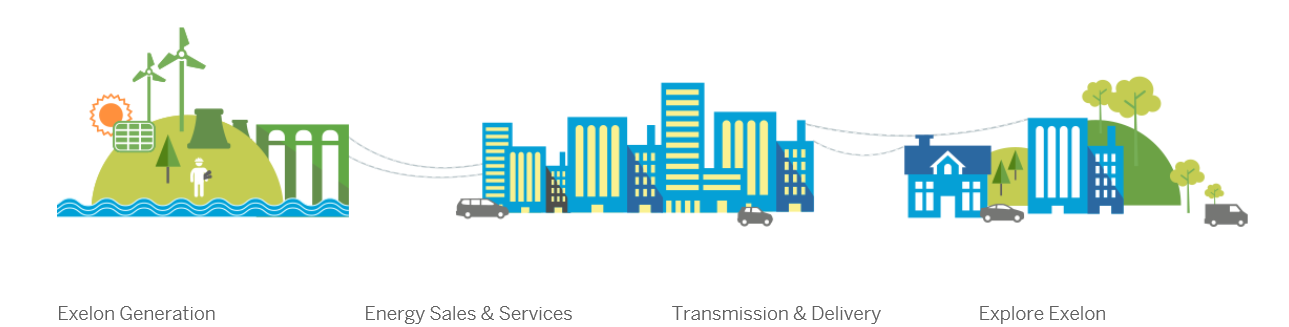 Exelon Generation
Energy Sales & Services
Transmission & Delivery
Explore Exelon